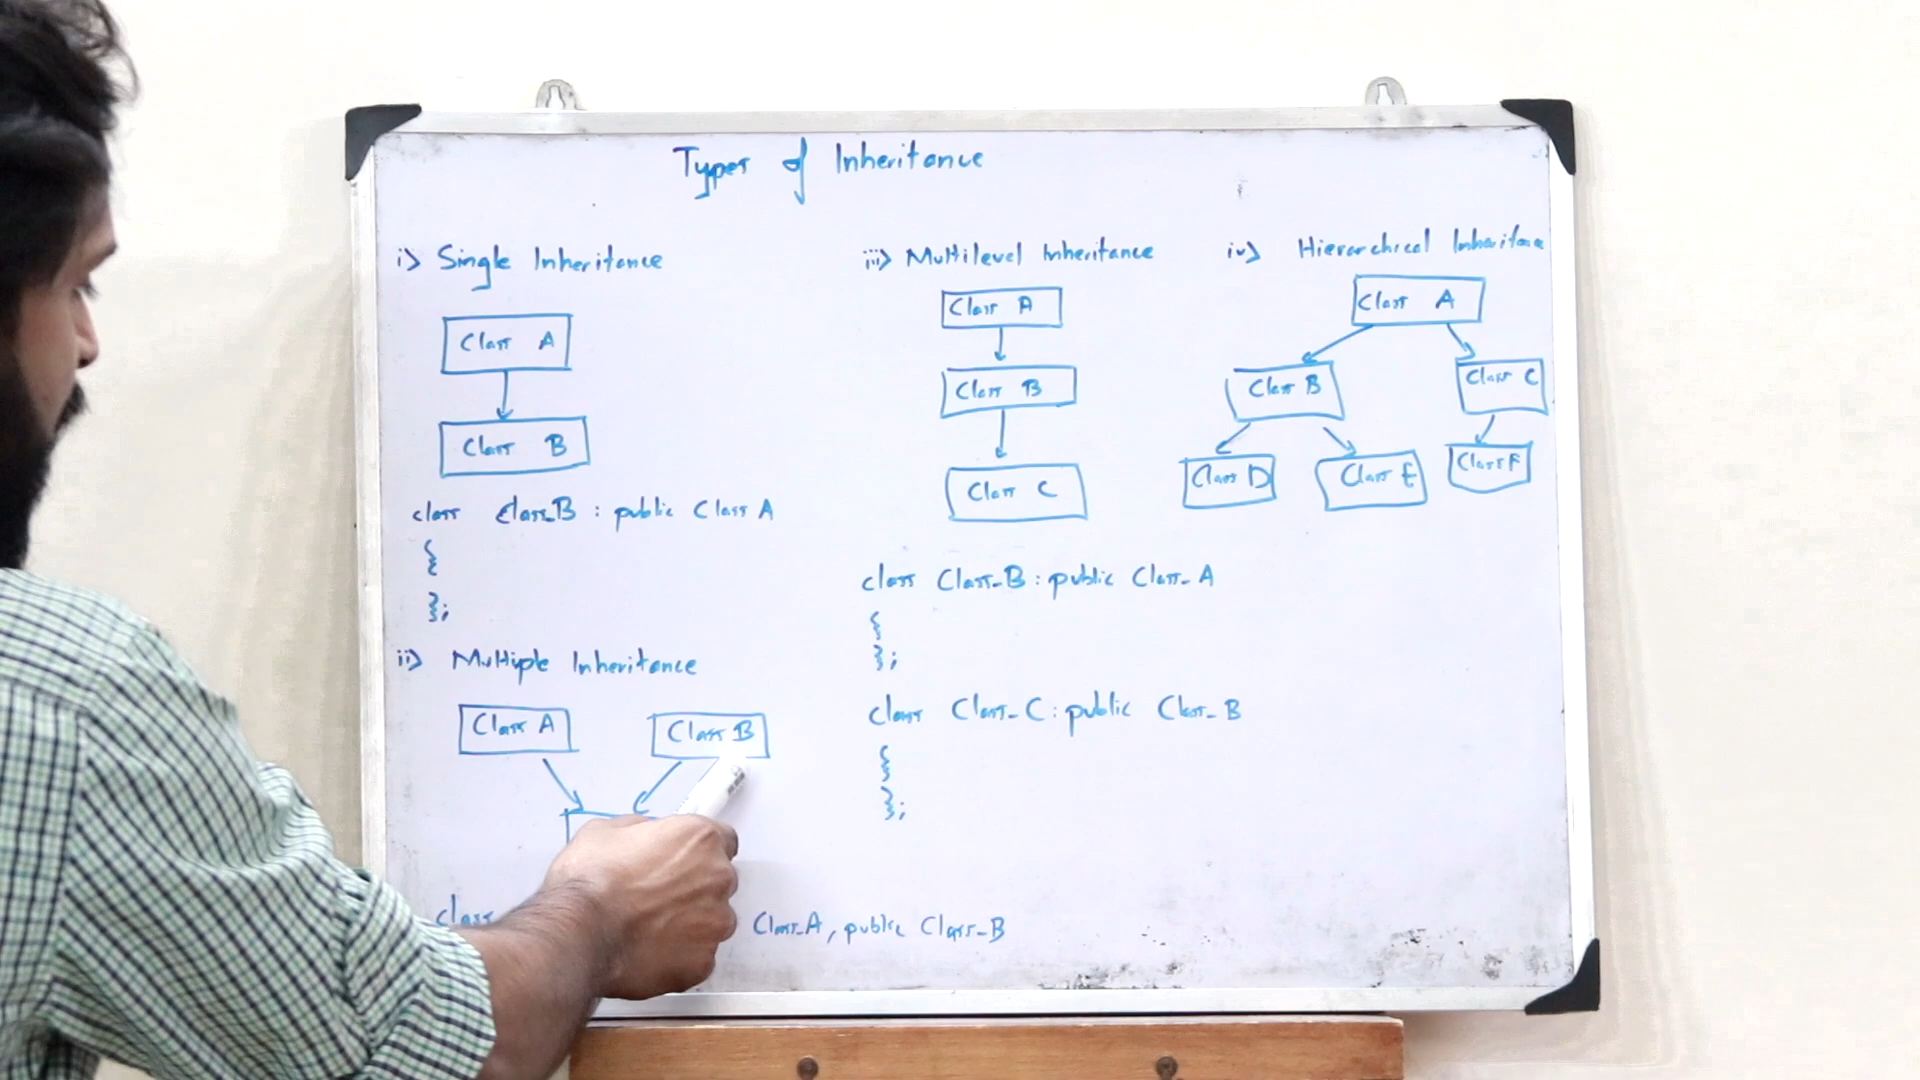 Types of Inheritance
i) Single Inheritance
Class A
Class B
class Class_B : public Class A
{
};
ii) Multiple Inheritance
Class A
Class B
class
Class_A, public Class_B
iii) Multilevel Inheritance
Class A
Class B
Class C
class Class_B : public Class_A
{
};
class Class_C : public Class_B
{
};
iv) Hierarchical Inheritance
Class A
Class B
Class C
Class D
Class E
Class F